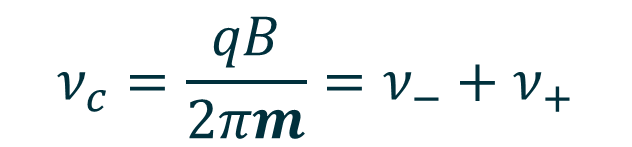 ν_c = qB / 2π𝒎 = ν_− + ν_+